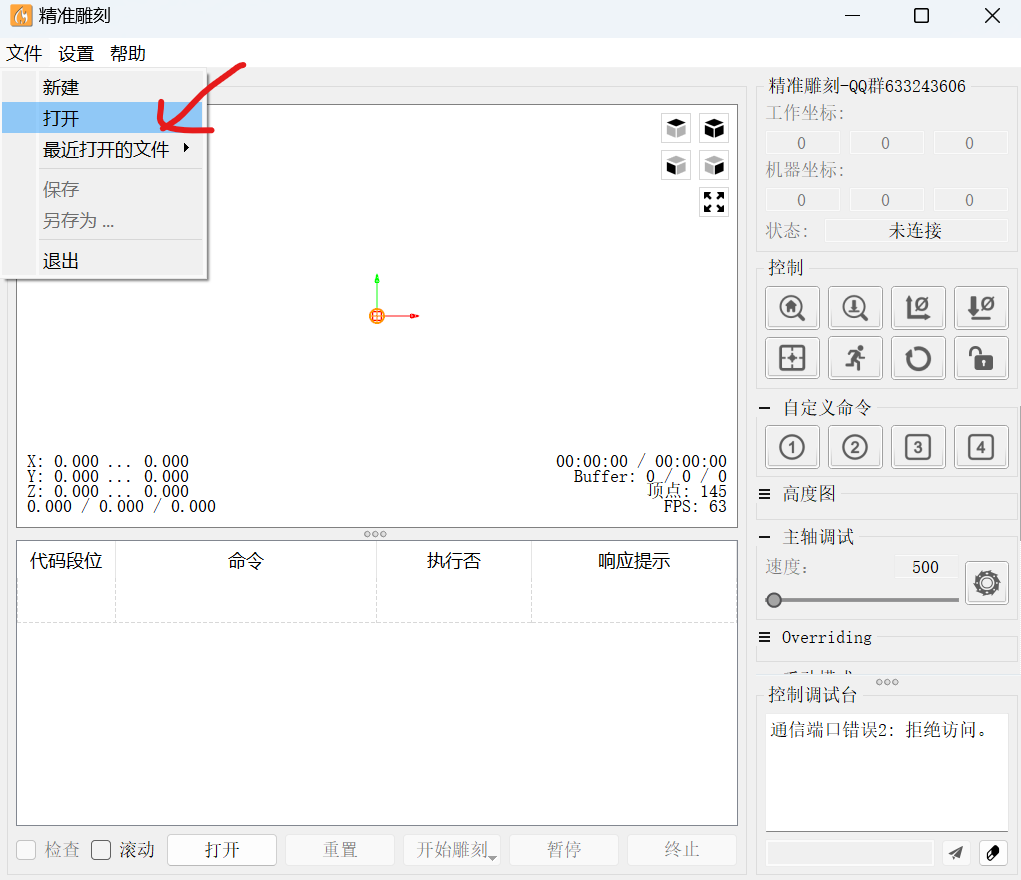 精准雕刻
文件 设置 帮助
新建
打开
最近打开的文件
保存
另存为 ...
退出
X: 0.000 ... 0.000
Y: 0.000 ... 0.000
Z: 0.000 ... 0.000
0.000 / 0.000 / 0.000
00:00:00 / 00:00:00
Buffer: 0 / 0 / 0
顶点: 145
FPS: 63
代码段位 命令 执行否 响应提示
检查 滚动 打开 重置 开始雕刻 暂停 终止
精准雕刻-QQ群633243606
工作坐标:
0 0 0
机器坐标:
0 0 0
状态: 未连接
控制
自定义命令
1 2 3 4
高度图
主轴调试
速度: 500
Overriding
控制调试台
通信端口错误2: 拒绝访问。